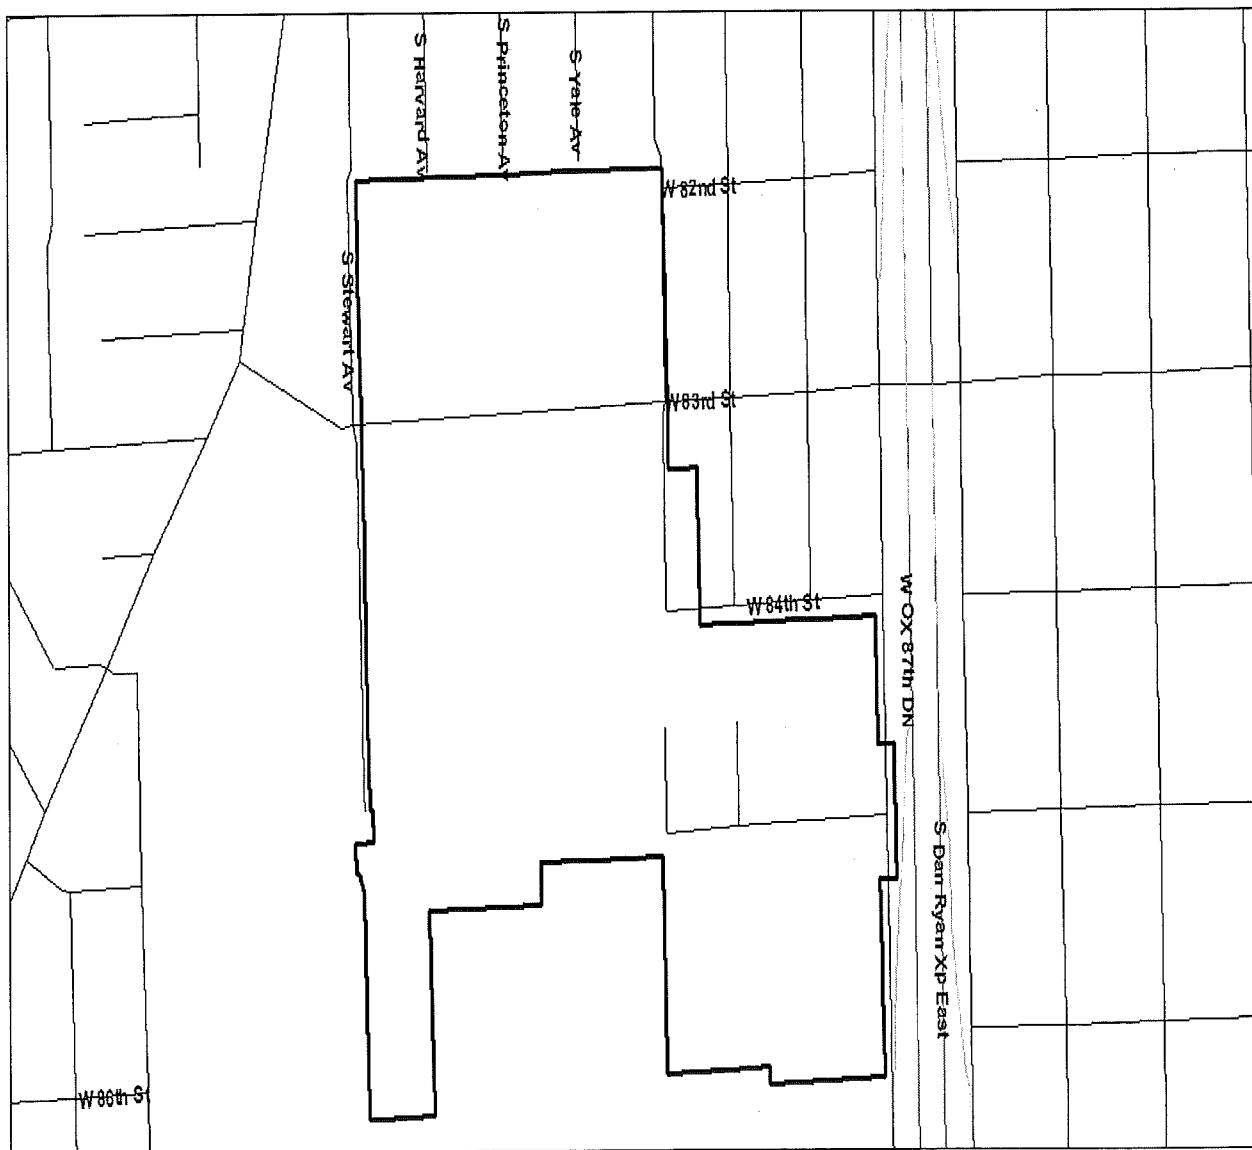 S Harvard Av
S Princeton Av
S Yale Av
W 82nd St
S Stewart Av
W 83rd St
W 84th St
W OX 87th DN
S Dan Ryan Xp East
W 86th St